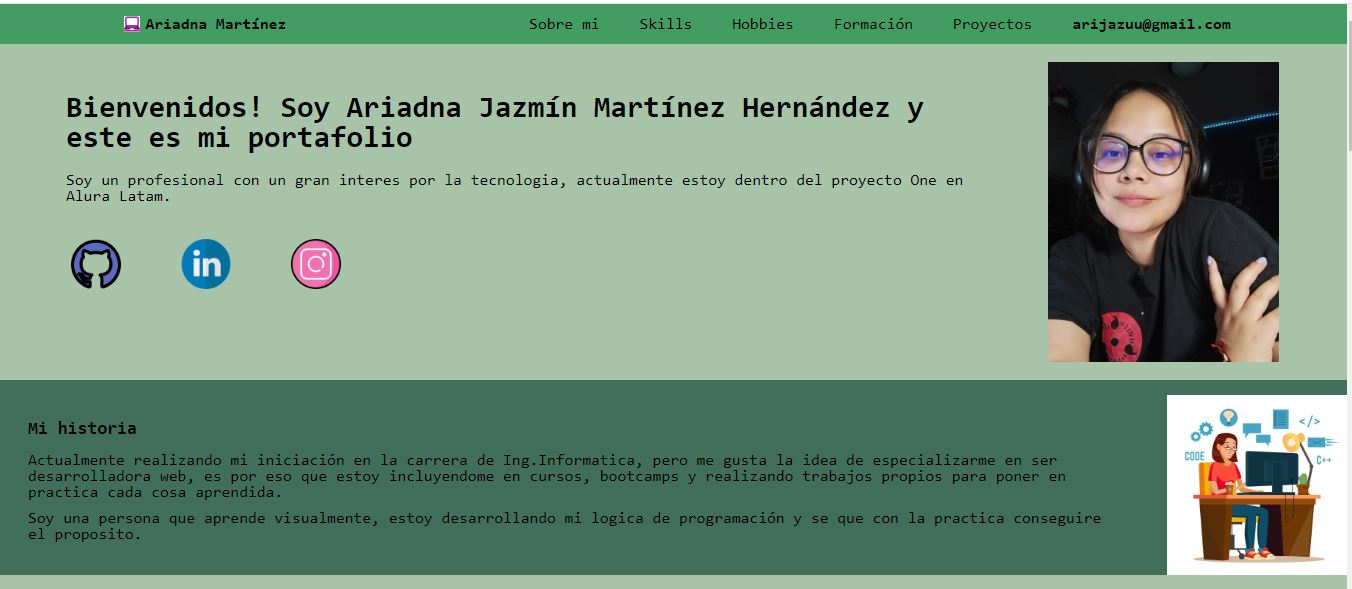 Ariadna Martínez Sobre mi Skills Hobbies Formación Proyectos arijazuu@gmail.com
Bienvenidos! Soy Ariadna Jazmín Martínez Hernández y
este es mi portafolio
Soy un profesional con un gran interes por la tecnologia, actualmente estoy dentro del proyecto One en
Alura Latam.
in
Mi historia
Actualmente realizando mi iniciación en la carrera de Ing.Informatica, pero me gusta la idea de especializarme en ser
desarrolladora web, es por eso que estoy incluyendome en cursos, bootcamps y realizando trabajos propios para poner en
practica cada cosa aprendida.
Soy una persona que aprende visualmente, estoy desarrollando mi logica de programación y se que con la practica conseguire
el proposito.
</>
CODE
C++